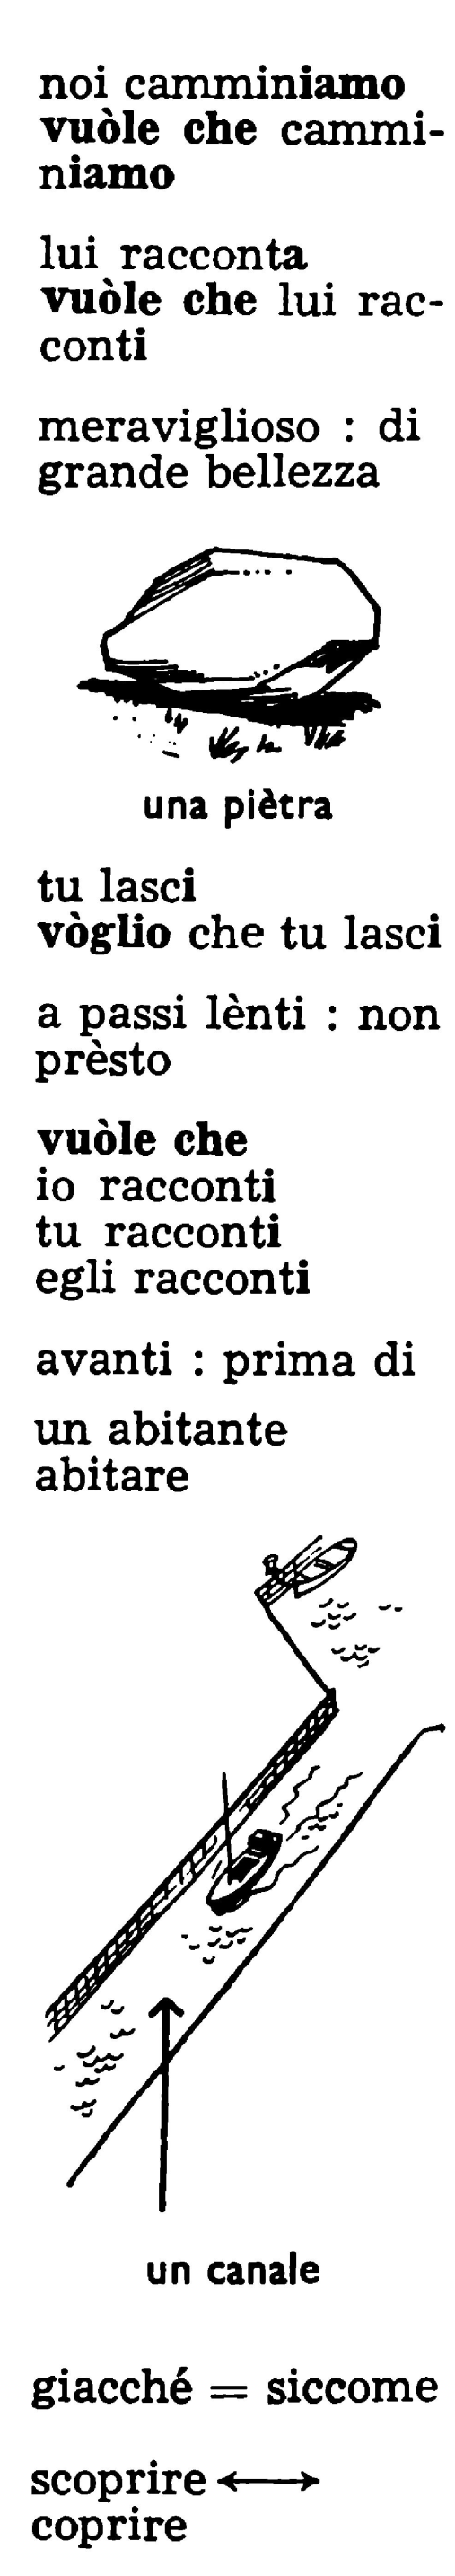 noi camminiamo
vuòle che cammi-
niamo
lui racconta
vuòle che lui rac-
conti
meraviglioso : di
grande bellezza
una piètra
tu lasci
vòglio che tu lasci
a passi lènti : non
prèsto
vuòle che
io racconti
tu racconti
egli racconti
avanti : prima di
un abitante
abitare
un canale
giacché = siccome
scoprire ⟷
coprire